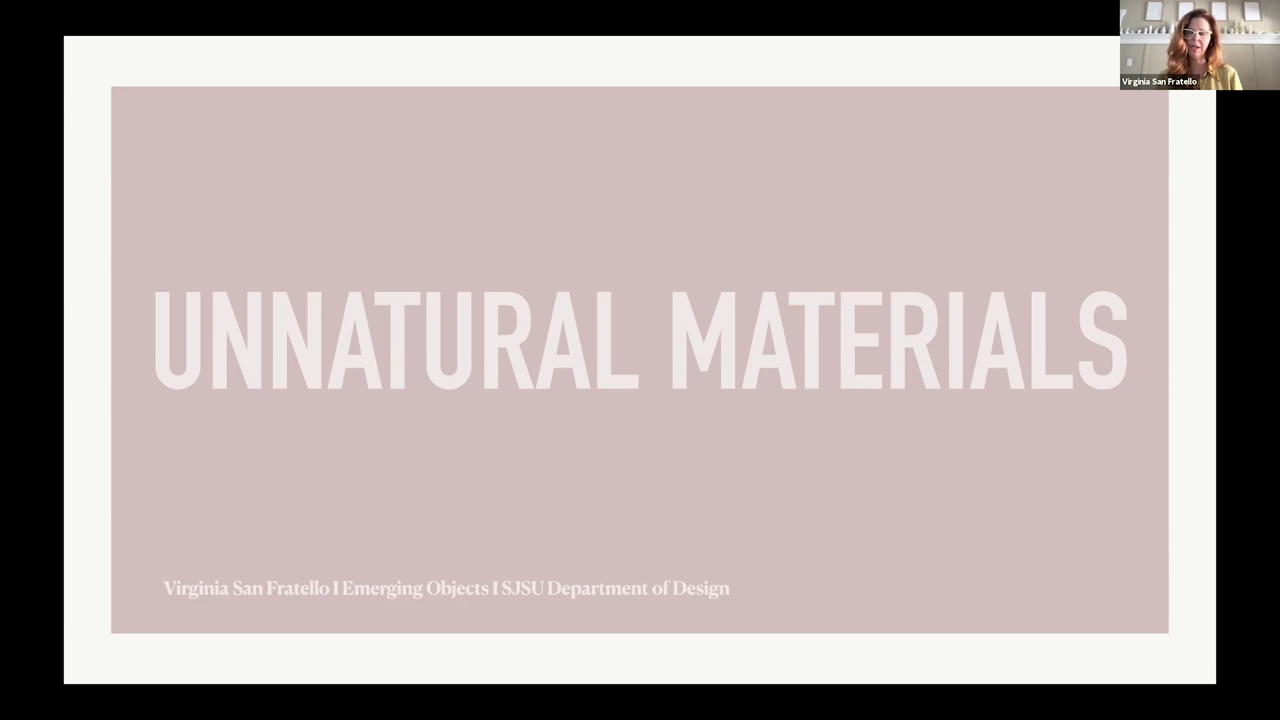 Virginia San Fratello
UNNATURAL MATERIALS
Virginia San Fratello I Emerging Objects I SJSU Department of Design